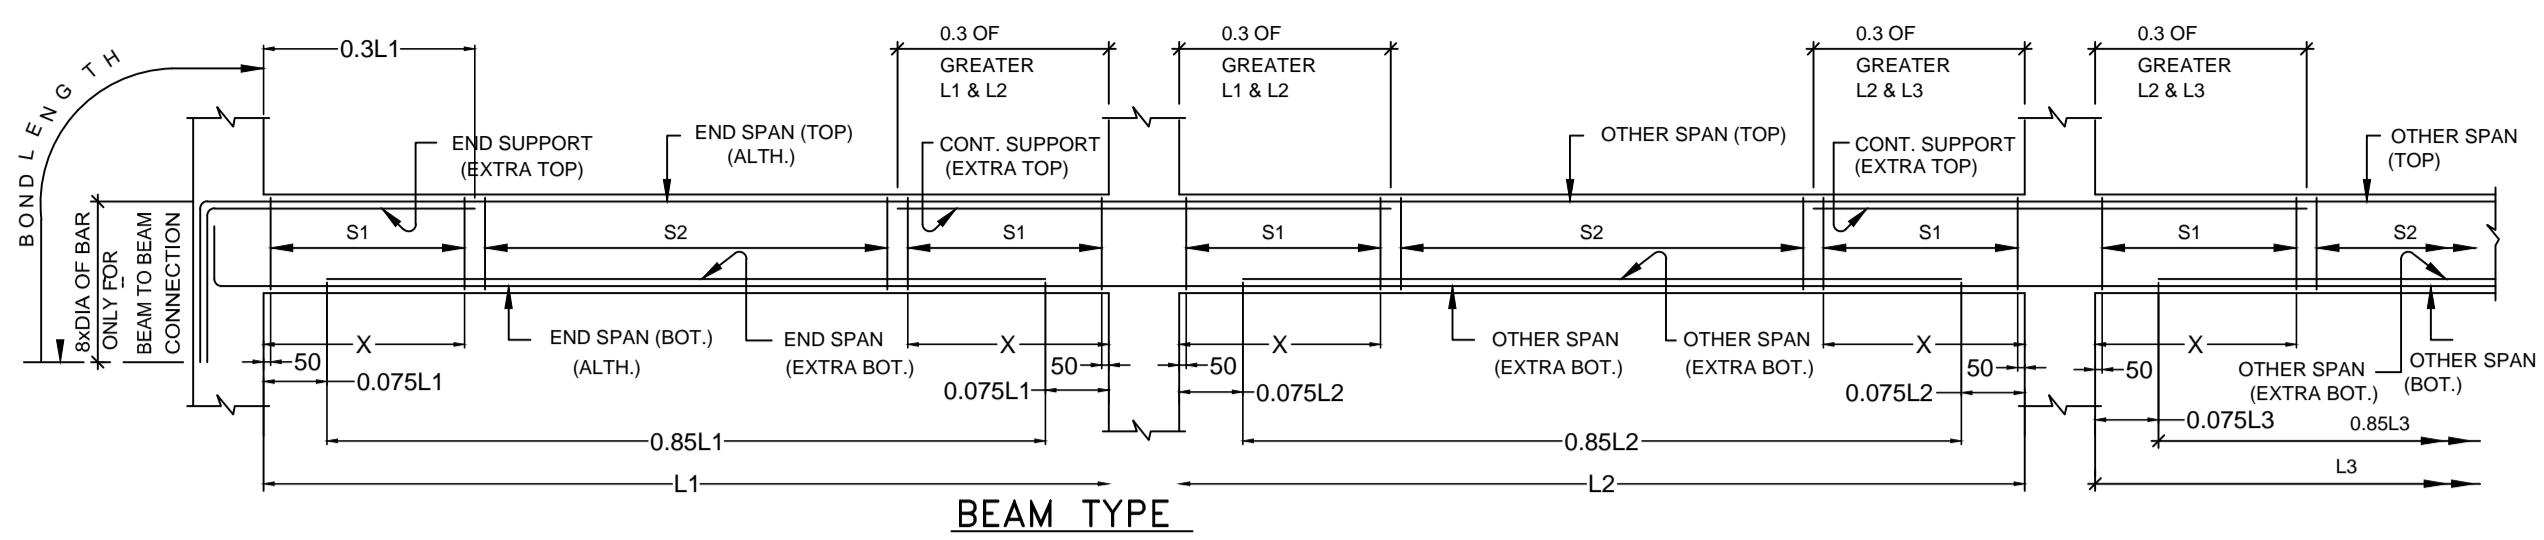 BOND LENGTH
0.3L1
0.3 OF
GREATER
L1 & L2
0.3 OF
GREATER
L1 & L2
0.3 OF
GREATER
L2 & L3
0.3 OF
GREATER
L2 & L3
END SUPPORT
(EXTRA TOP)
END SPAN (TOP)
(ALTH.)
CONT. SUPPORT
(EXTRA TOP)
OTHER SPAN (TOP)
CONT. SUPPORT
(EXTRA TOP)
OTHER SPAN
(TOP)
8xDIA OF BAR
ONLY FOR
BEAM TO BEAM
CONNECTION
S1
S2
S1
S1
S2
S1
S1
S2
X
X
X
X
X
END SPAN (BOT.)
(ALTH.)
END SPAN
(EXTRA BOT.)
OTHER SPAN
(EXTRA BOT.)
OTHER SPAN
(EXTRA BOT.)
OTHER SPAN
(EXTRA BOT.)
OTHER SPAN
(BOT.)
50
50
50
50
50
0.075L1
0.075L1
0.075L2
0.075L2
0.075L3
0.85L1
0.85L2
0.85L3
L1
L2
L3
BEAM TYPE